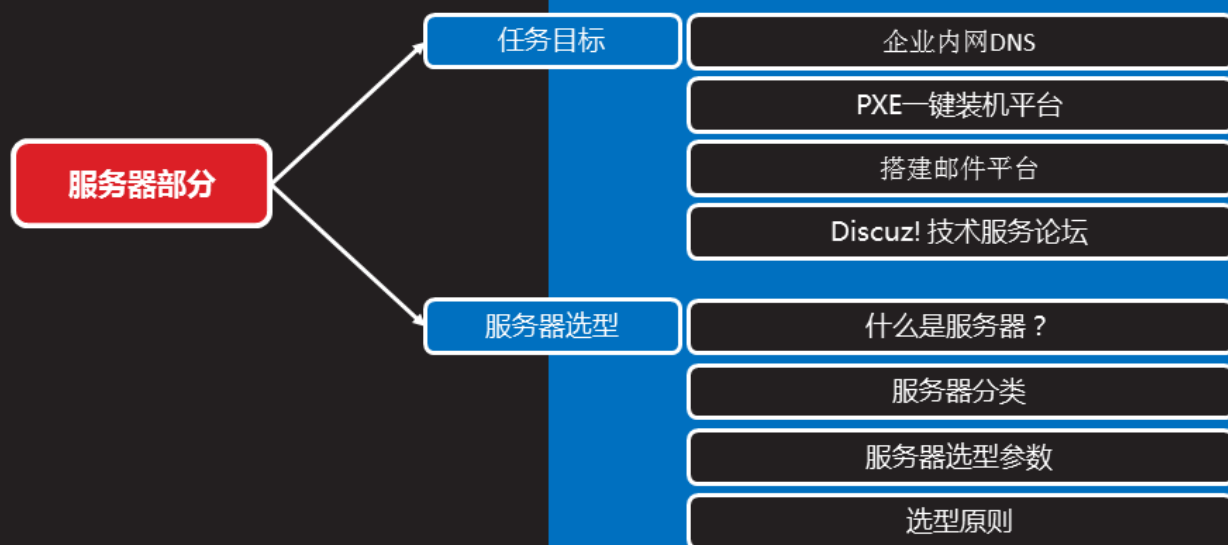 服务器部分
任务目标
企业内网DNS
PXE一键装机平台
搭建邮件平台
Discuz! 技术服务论坛
服务器选型
什么是服务器？
服务器分类
服务器选型参数
选型原则